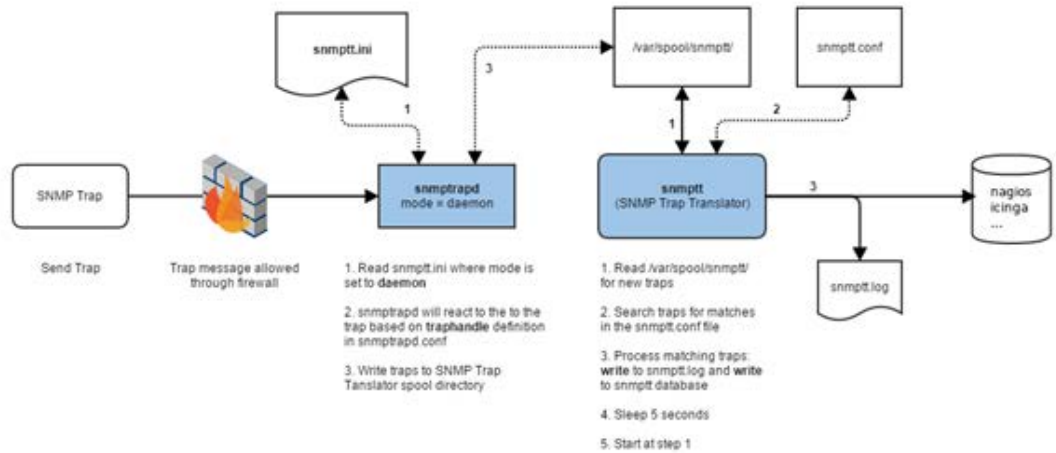 snmptt.ini
/var/spool/snmptt/
snmptt.conf
1
3
1
2
SNMP Trap
snmptrapd
mode = daemon
snmptt
(SNMP Trap Translator)
3
nagios
icinga
...
snmptt.log
Send Trap
Trap message allowed
through firewall
1. Read snmptt.ini where mode is
set to daemon
2. snmptrapd will react to the to the
trap based on traphandle definition
in snmptrapd.conf
3. Write traps to SNMP Trap
Tanslator spool directory
1. Read /var/spool/snmptt/
for new traps
2. Search traps for matches
in the snmptt.conf file
3. Process matching traps:
write to snmptt.log and write
to snmptt database
4. Sleep 5 seconds
5. Start at step 1